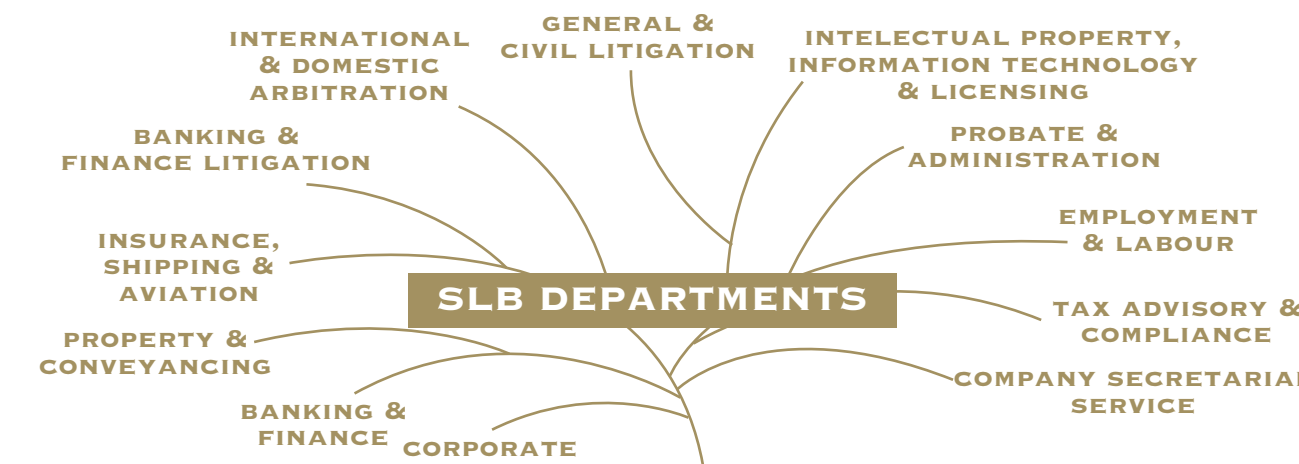 GENERAL &
CIVIL LITIGATION
INTERNATIONAL
& DOMESTIC
ARBITRATION
INTELECTUAL PROPERTY,
INFORMATION TECHNOLOGY
& LICENSING
BANKING &
FINANCE LITIGATION
PROBATE &
ADMINISTRATION
INSURANCE,
SHIPPING &
AVIATION
EMPLOYMENT
& LABOUR
SLB DEPARTMENTS
TAX ADVISORY &
COMPLIANCE
PROPERTY &
CONVEYANCING
COMPANY SECRETARIAL
SERVICE
BANKING &
FINANCE
CORPORATE